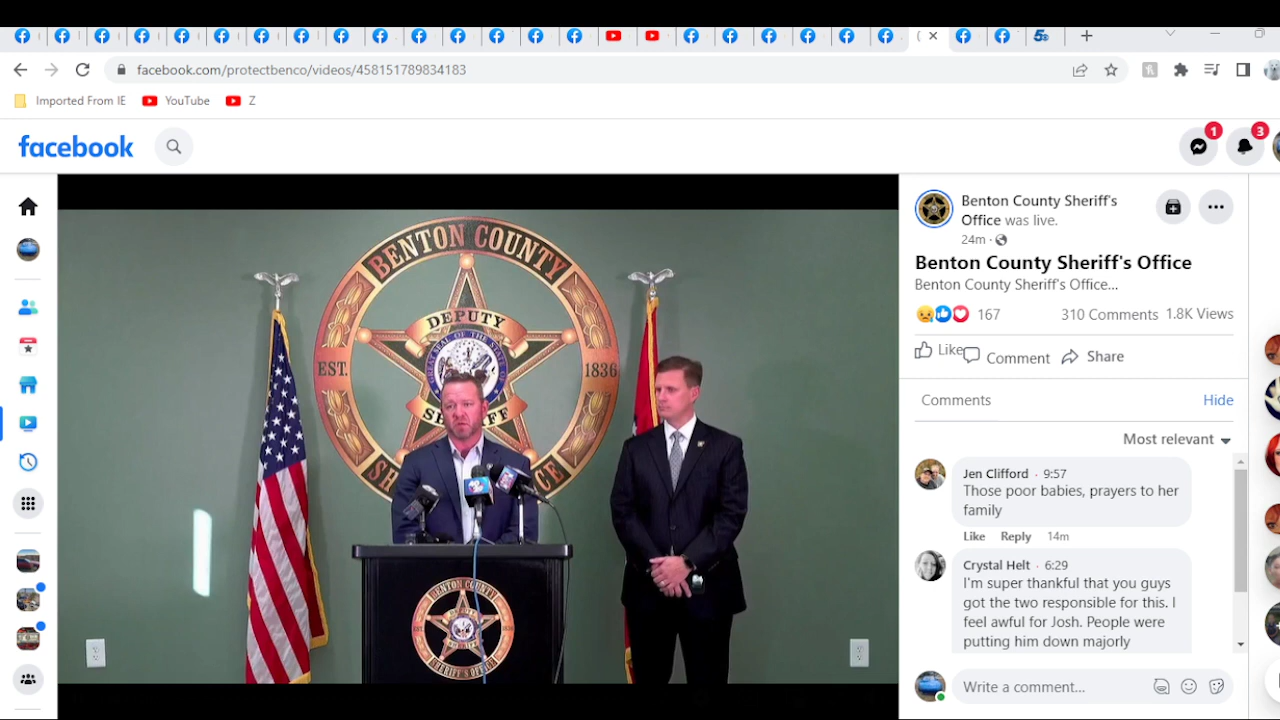 facebook.com/protectbenco/videos/458151789834183
Imported From IE
YouTube
Z
facebook
1
3
BENTON COUNTY
DEPUTY
EST.
1836
SHERIFF
Benton County Sheriff's
Office was live.
24m ·
Benton County Sheriff's Office
Benton County Sheriff's Office...
167
310 Comments
1.8K Views
Like
Comment
Share
Comments
Hide
Most relevant
Jen Clifford · 9:57
Those poor babies, prayers to her
family
Like Reply 14m
Crystal Helt · 6:29
I'm super thankful that you guys
got the two responsible for this. I
feel awful for Josh. People were
putting him down majorly
BENTON COUNTY
SHERIFF'S OFFICE
Write a comment...